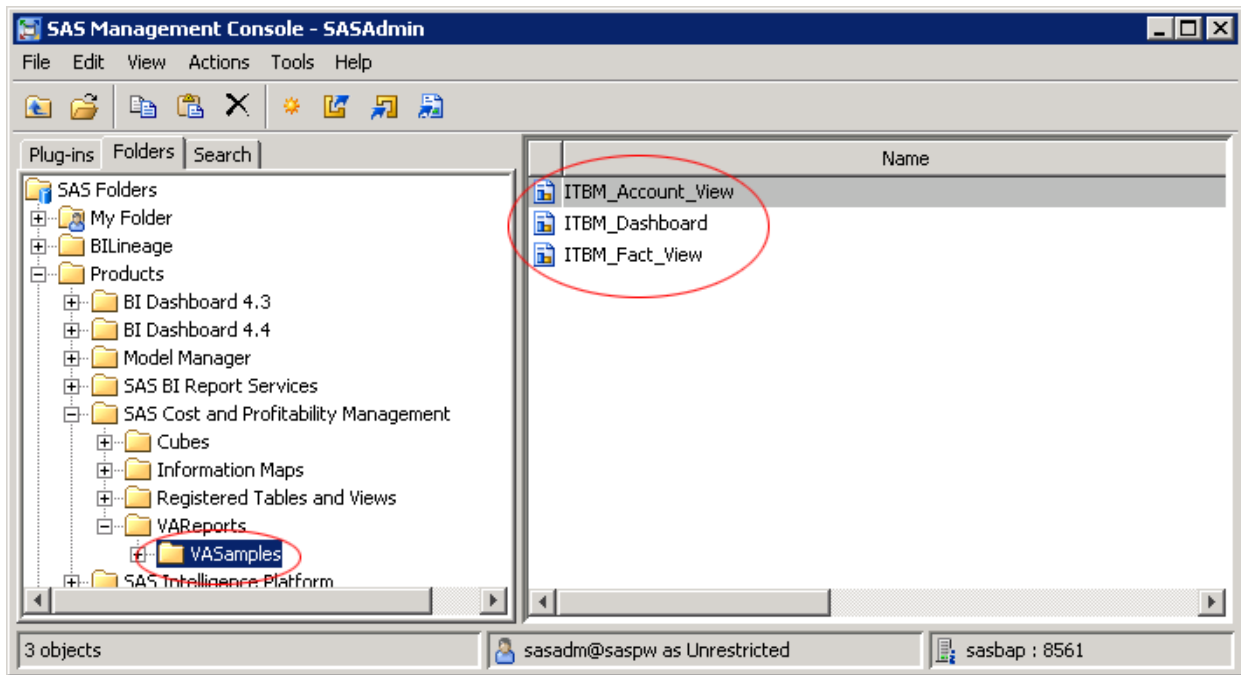 SAS Management Console - SASAdmin
File Edit View Actions Tools Help
Plug-ins Folders Search
SAS Folders
My Folder
BILineage
Products
BI Dashboard 4.3
BI Dashboard 4.4
Model Manager
SAS BI Report Services
SAS Cost and Profitability Management
Cubes
Information Maps
Registered Tables and Views
VAReports
VASamples
SAS Intelligence Platform
Name
ITBM_Account_View
ITBM_Dashboard
ITBM_Fact_View
3 objects sasadm@saspw as Unrestricted sasbap : 8561